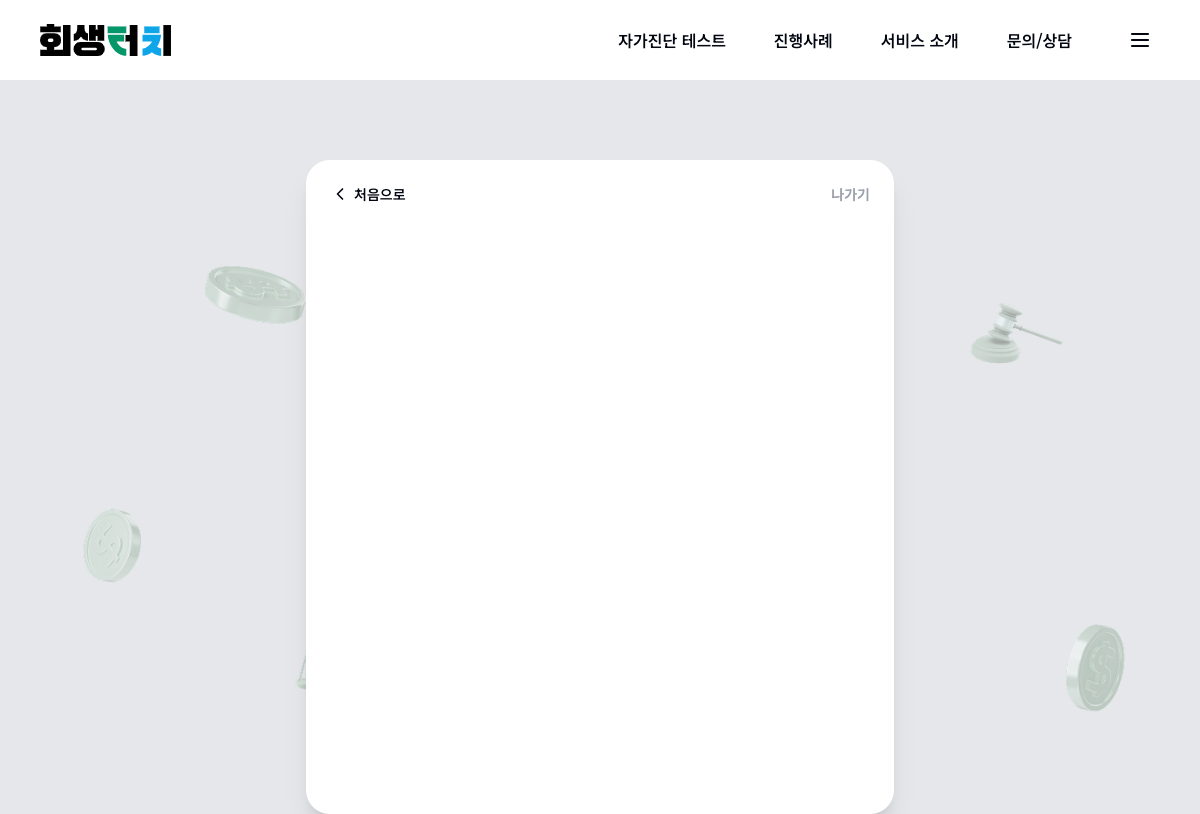 회생터치
자가진단 테스트
진행사례
서비스 소개
문의/상담
처음으로
나가기
$